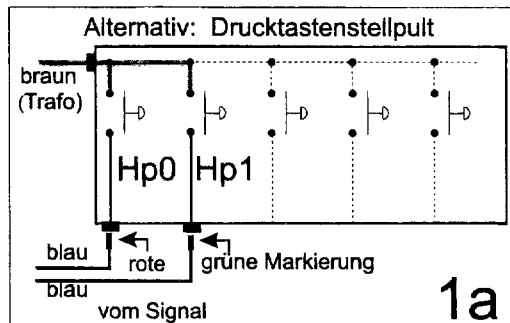 Alternativ: Drucktastenstellpult
braun
(Trafo)
Hp0 Hp1
blau
rote
grüne Markierung
blau
vom Signal
1a